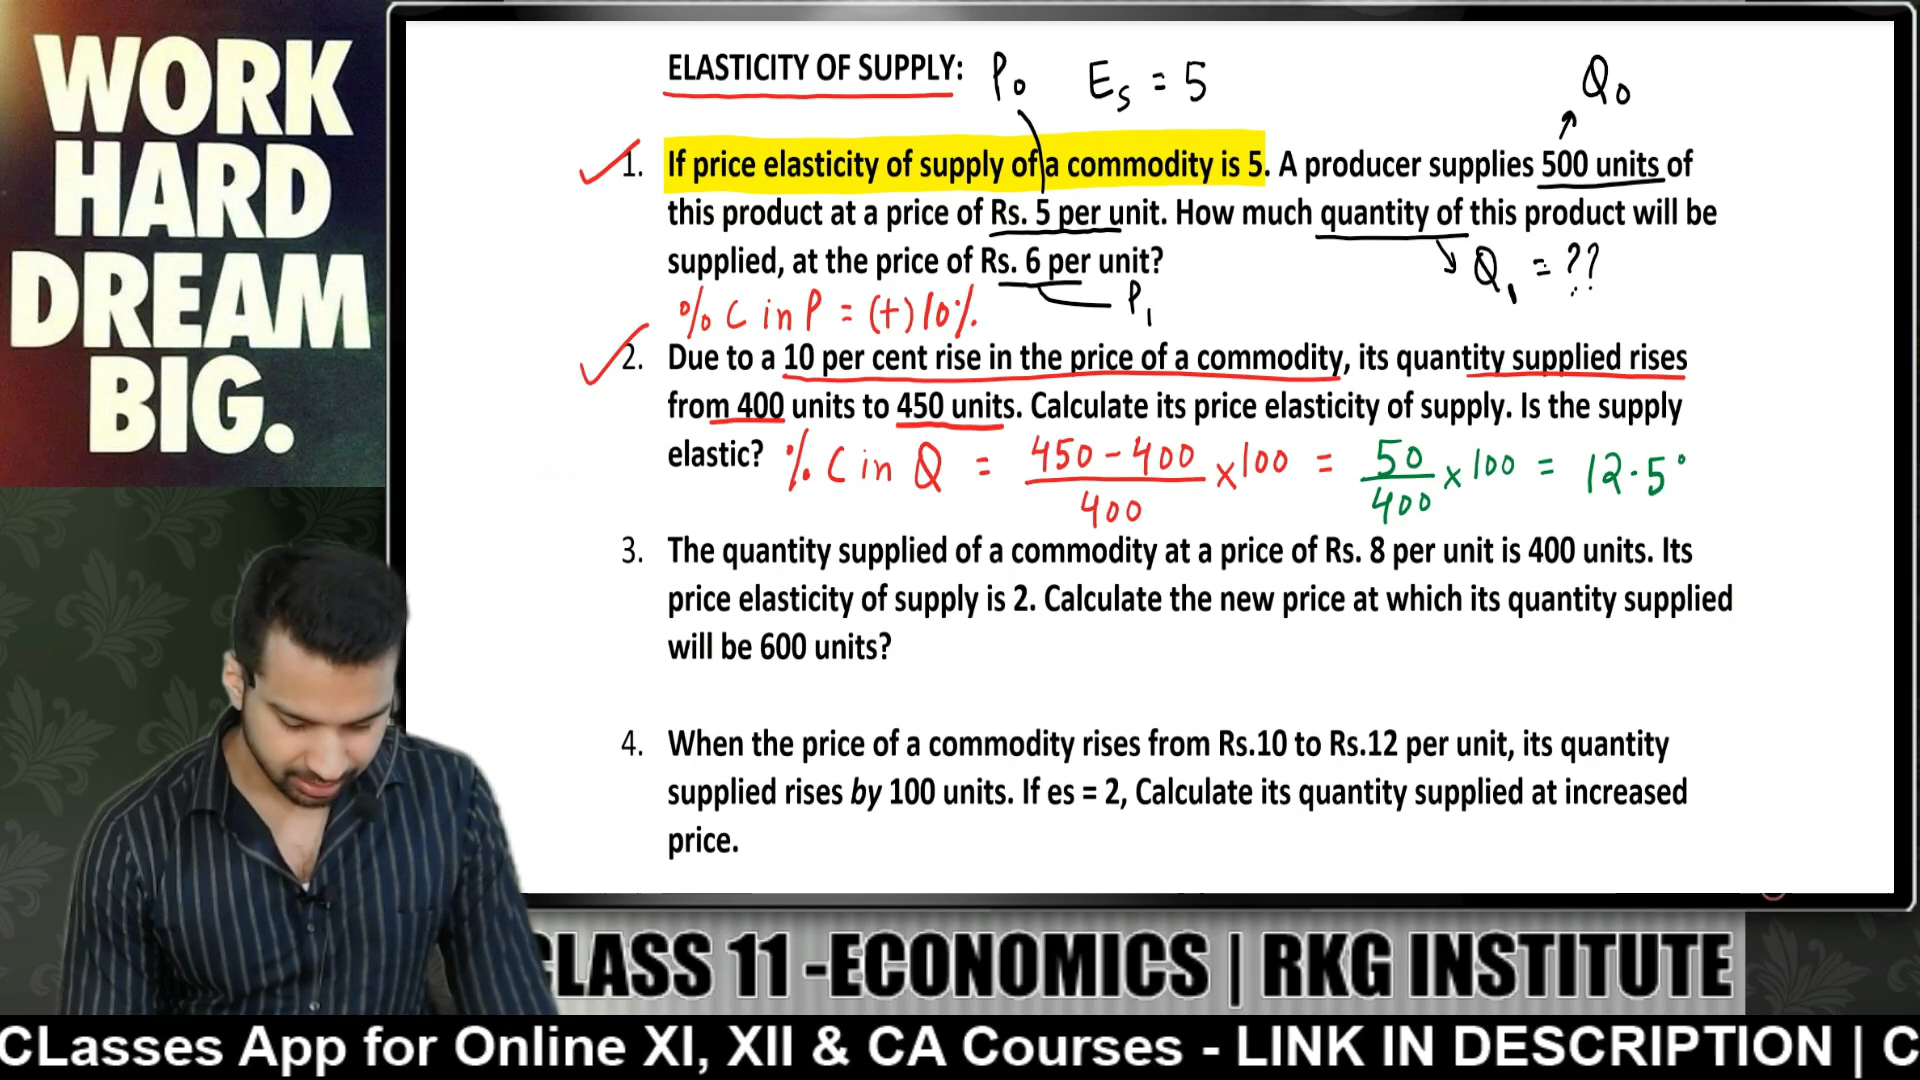 WORK
HARD
DREAM
BIG.
ELASTICITY OF SUPPLY: P0 Es = 5 Q0
1. If price elasticity of supply of a commodity is 5. A producer supplies 500 units of
this product at a price of Rs. 5 per unit. How much quantity of this product will be
supplied, at the price of Rs. 6 per unit? Q1 = ??
% C in P = (+) 10% P1
2. Due to a 10 per cent rise in the price of a commodity, its quantity supplied rises
from 400 units to 450 units. Calculate its price elasticity of supply. Is the supply
elastic? % C in Q = 450 - 400 / 400 x 100 = 50 / 400 x 100 = 12.5°
3. The quantity supplied of a commodity at a price of Rs. 8 per unit is 400 units. Its
price elasticity of supply is 2. Calculate the new price at which its quantity supplied
will be 600 units?
4. When the price of a commodity rises from Rs.10 to Rs.12 per unit, its quantity
supplied rises by 100 units. If es = 2, Calculate its quantity supplied at increased
price.
CLASS 11 -ECONOMICS | RKG INSTITUTE
CLasses App for Online XI, XII & CA Courses - LINK IN DESCRIPTION | C